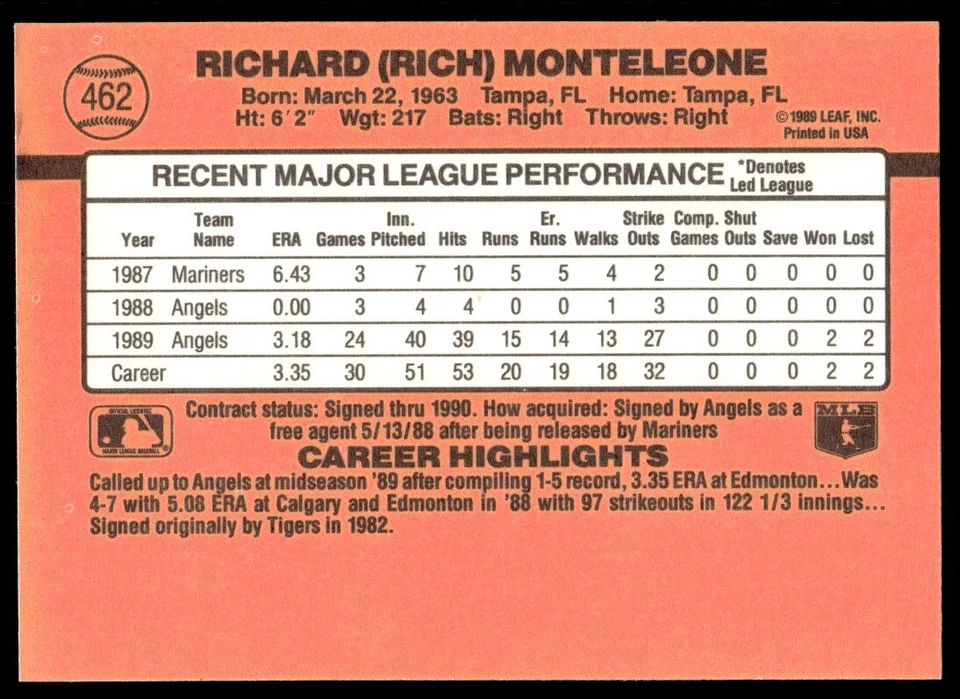 462
RICHARD (RICH) MONTELEONE
Born: March 22, 1963 Tampa, FL Home: Tampa, FL
Ht: 6'2" Wgt: 217 Bats: Right Throws: Right
©1989 LEAF, INC.
Printed in USA
RECENT MAJOR LEAGUE PERFORMANCE *Denotes Led League
Year Team Name ERA Games Inn. Pitched Hits Runs Er. Runs Walks Strike Outs Comp. Games Shut Outs Save Won Lost
1987 Mariners 6.43 3 7 10 5 5 4 2 0 0 0 0 0
1988 Angels 0.00 3 4 4 0 0 1 3 0 0 0 0 0
1989 Angels 3.18 24 40 39 15 14 13 27 0 0 0 2 2
Career 3.35 30 51 53 20 19 18 32 0 0 0 2 2
OFFICIAL LICENSEE
MAJOR LEAGUE BASEBALL
Contract status: Signed thru 1990. How acquired: Signed by Angels as a
free agent 5/13/88 after being released by Mariners
MLB
CAREER HIGHLIGHTS
Called up to Angels at midseason '89 after compiling 1-5 record, 3.35 ERA at Edmonton...Was
4-7 with 5.08 ERA at Calgary and Edmonton in '88 with 97 strikeouts in 122 1/3 innings...
Signed originally by Tigers in 1982.